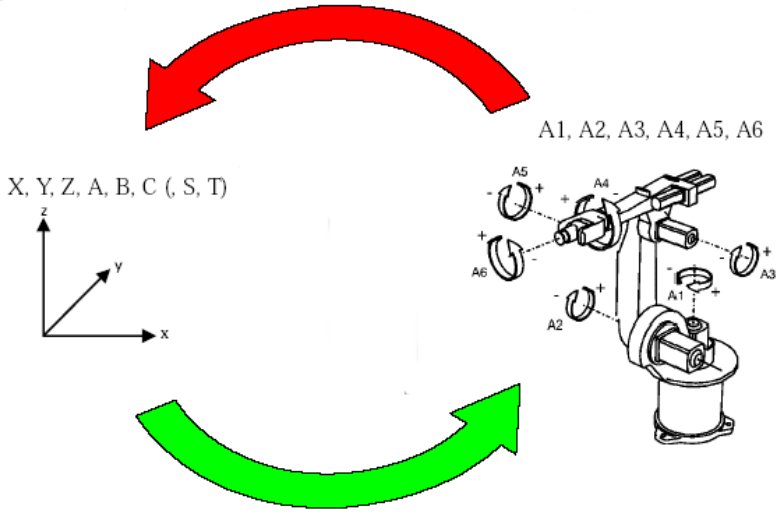 A1, A2, A3, A4, A5, A6
X, Y, Z, A, B, C (, S, T)
z
y
x
A5
- +
+ A4 -
+
A6 -
- +
A3
- +
A1
- +
A2